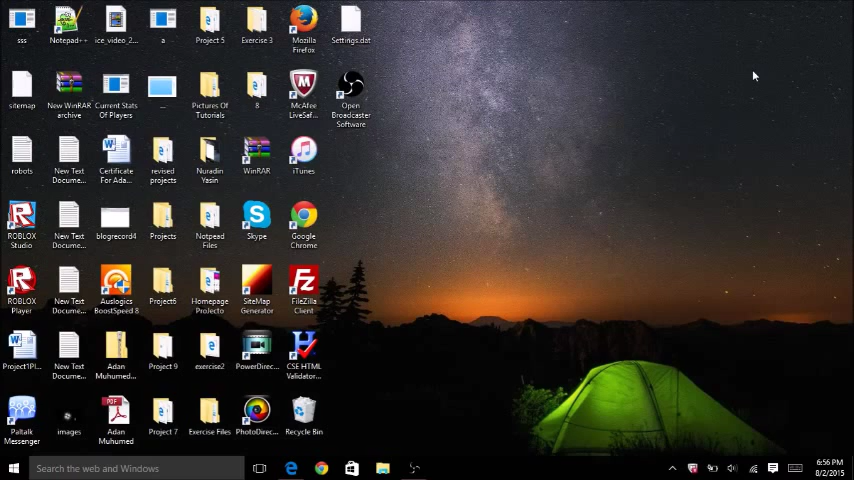 sss
Notepad++
ice_video_2...
a
Project 5
Exercise 3
Mozilla
Firefox
Settings.dat
sitemap
New WinRAR
archive
Current Stats
Of Players
...
Pictures Of
Tutorials
8
McAfee
LiveSaf...
Open
Broadcaster
Software
robots
New Text
Docume...
Certificate
For Ada...
revised
projects
Nuradin
Yasin
WinRAR
iTunes
ROBLOX
Studio
New Text
Docume...
blogrecord4
Projects
Notpead
Files
Skype
Google
Chrome
ROBLOX
Player
New Text
Docume...
Auslogics
BoostSpeed 8
Project6
Homepage
Projecto
SiteMap
Generator
FileZilla
Client
Project1Pl...
New Text
Docume...
Adan
Muhumed...
Project 9
exercise2
PowerDirec...
CSE HTML
Validator...
Paltalk
Messenger
images
PDF
Adan
Muhumed
Project 7
Exercise Files
PhotoDirec...
Recycle Bin
Search the web and Windows
6:56 PM
8/2/2015